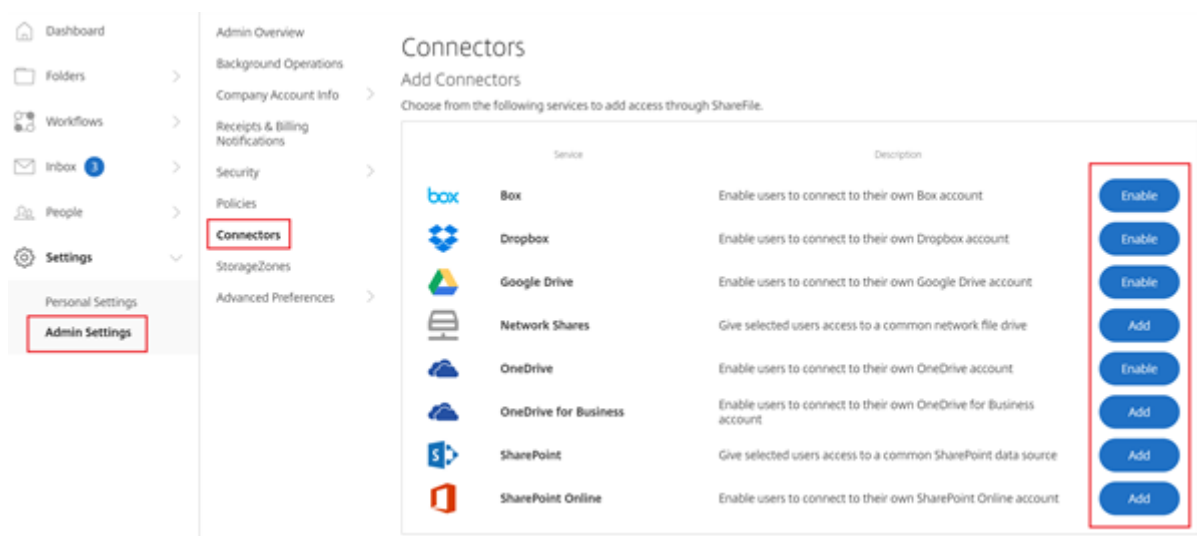 Dashboard
Folders
Workflows
Inbox 3
People
Settings
Personal Settings
Admin Settings
Admin Overview
Background Operations
Company Account Info
Receipts & Billing
Notifications
Security
Policies
Connectors
StorageZones
Advanced Preferences
Connectors
Add Connectors
Choose from the following services to add access through ShareFile.
Service Description
box Box Enable users to connect to their own Box account Enable
Dropbox Enable users to connect to their own Dropbox account Enable
Google Drive Enable users to connect to their own Google Drive account Enable
Network Shares Give selected users access to a common network file drive Add
OneDrive Enable users to connect to their own OneDrive account Enable
OneDrive for Business Enable users to connect to their own OneDrive for Business
account Add
S SharePoint Give selected users access to a common SharePoint data source Add
SharePoint Online Enable users to connect to their own SharePoint Online account Add